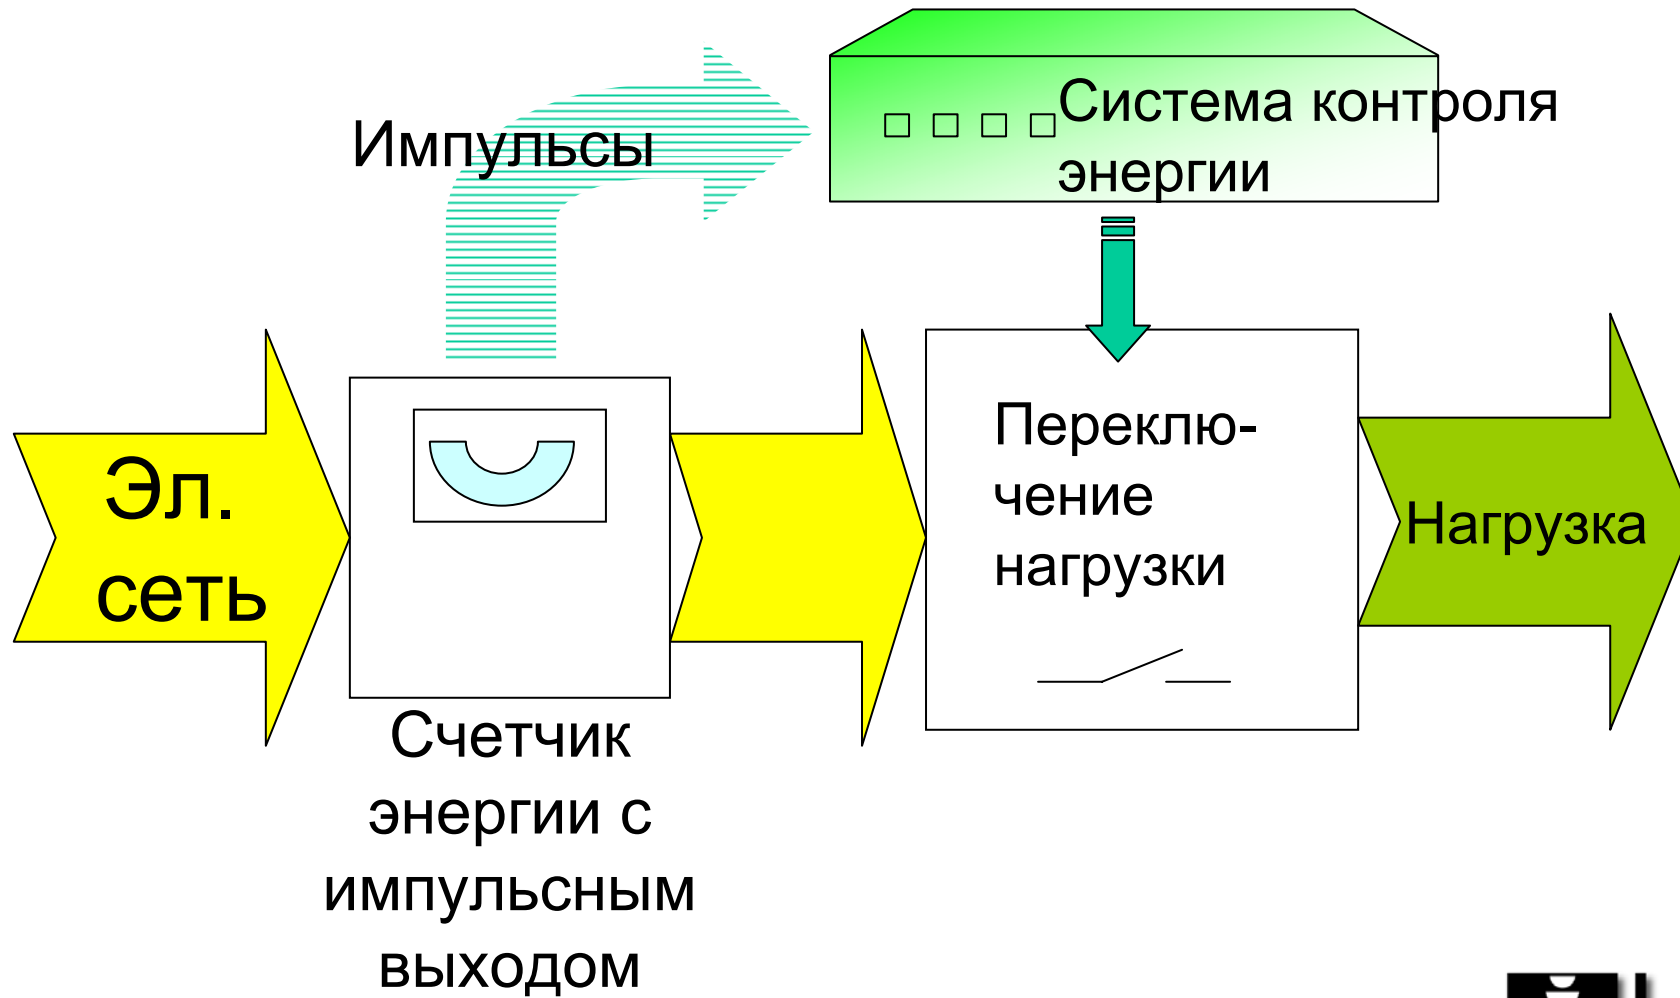 Импульсы
Система контроля
энергии
Эл.
сеть
Переклю-
чение
нагрузки
Нагрузка
Счетчик
энергии с
импульсным
выходом